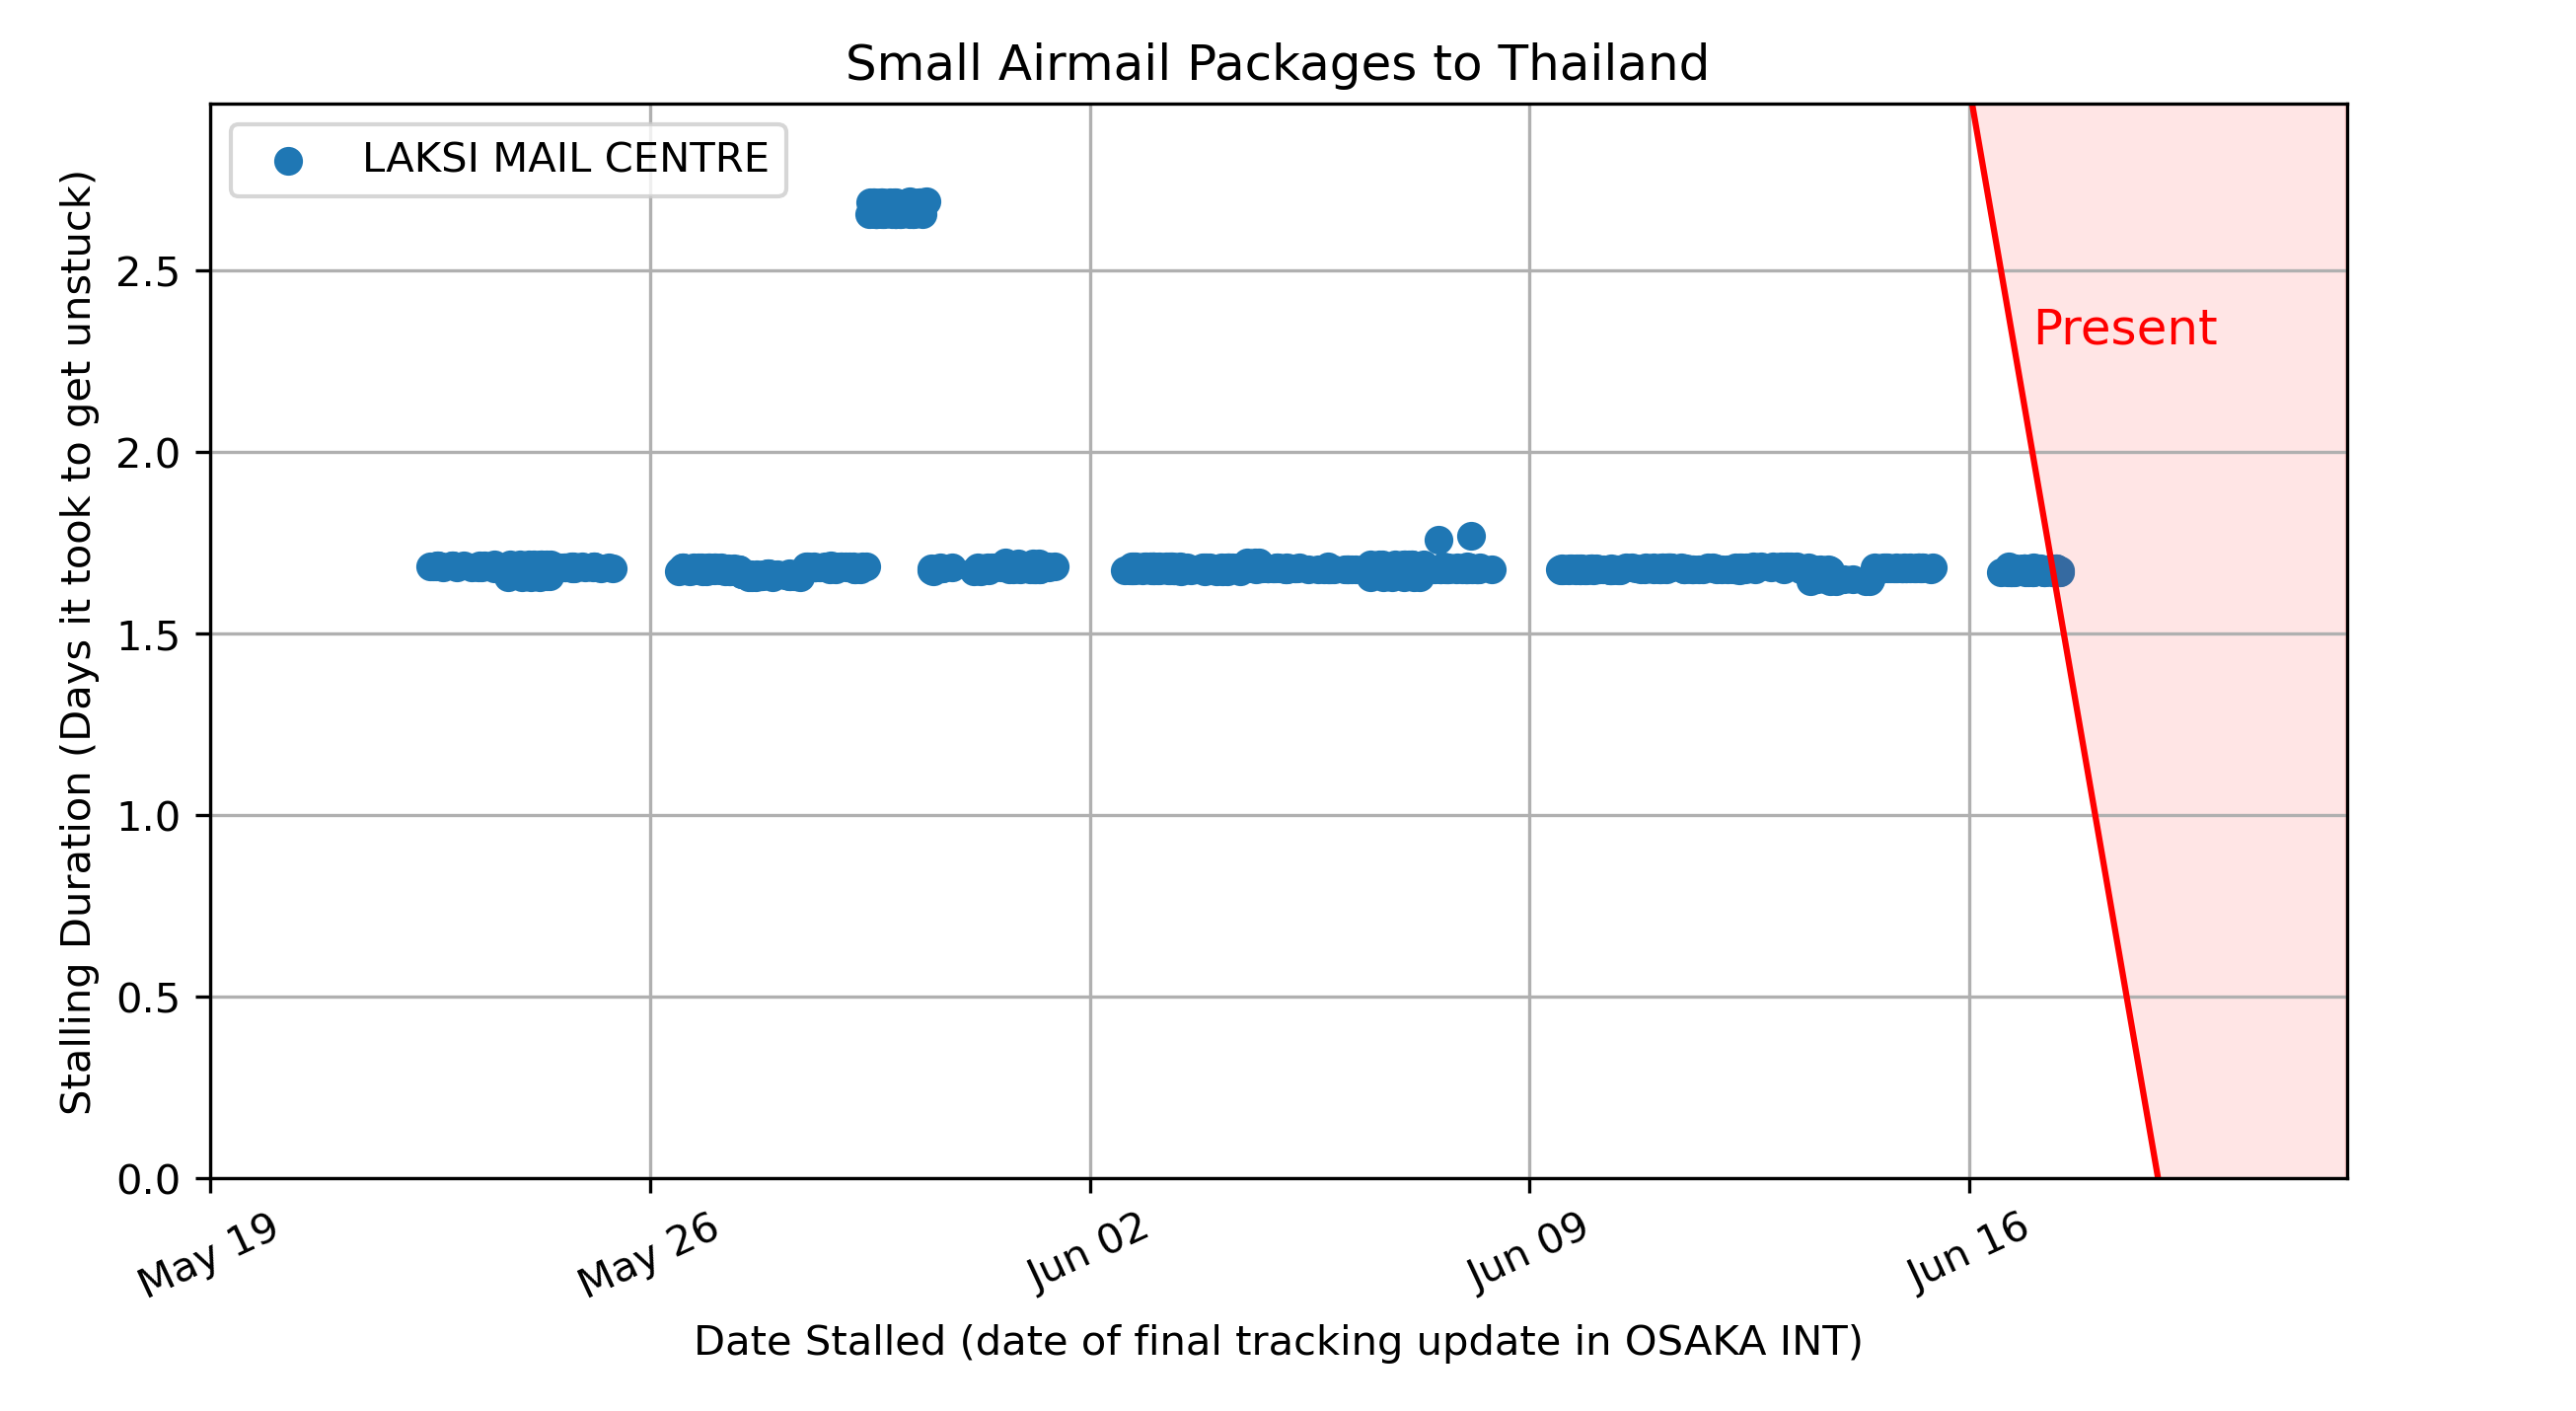 Small Airmail Packages to Thailand
LAKSI MAIL CENTRE
Present
Stalling Duration (Days it took to get unstuck)
2.5
2.0
1.5
1.0
0.5
0.0
May 19
May 26
Jun 02
Jun 09
Jun 16
Date Stalled (date of final tracking update in OSAKA INT)